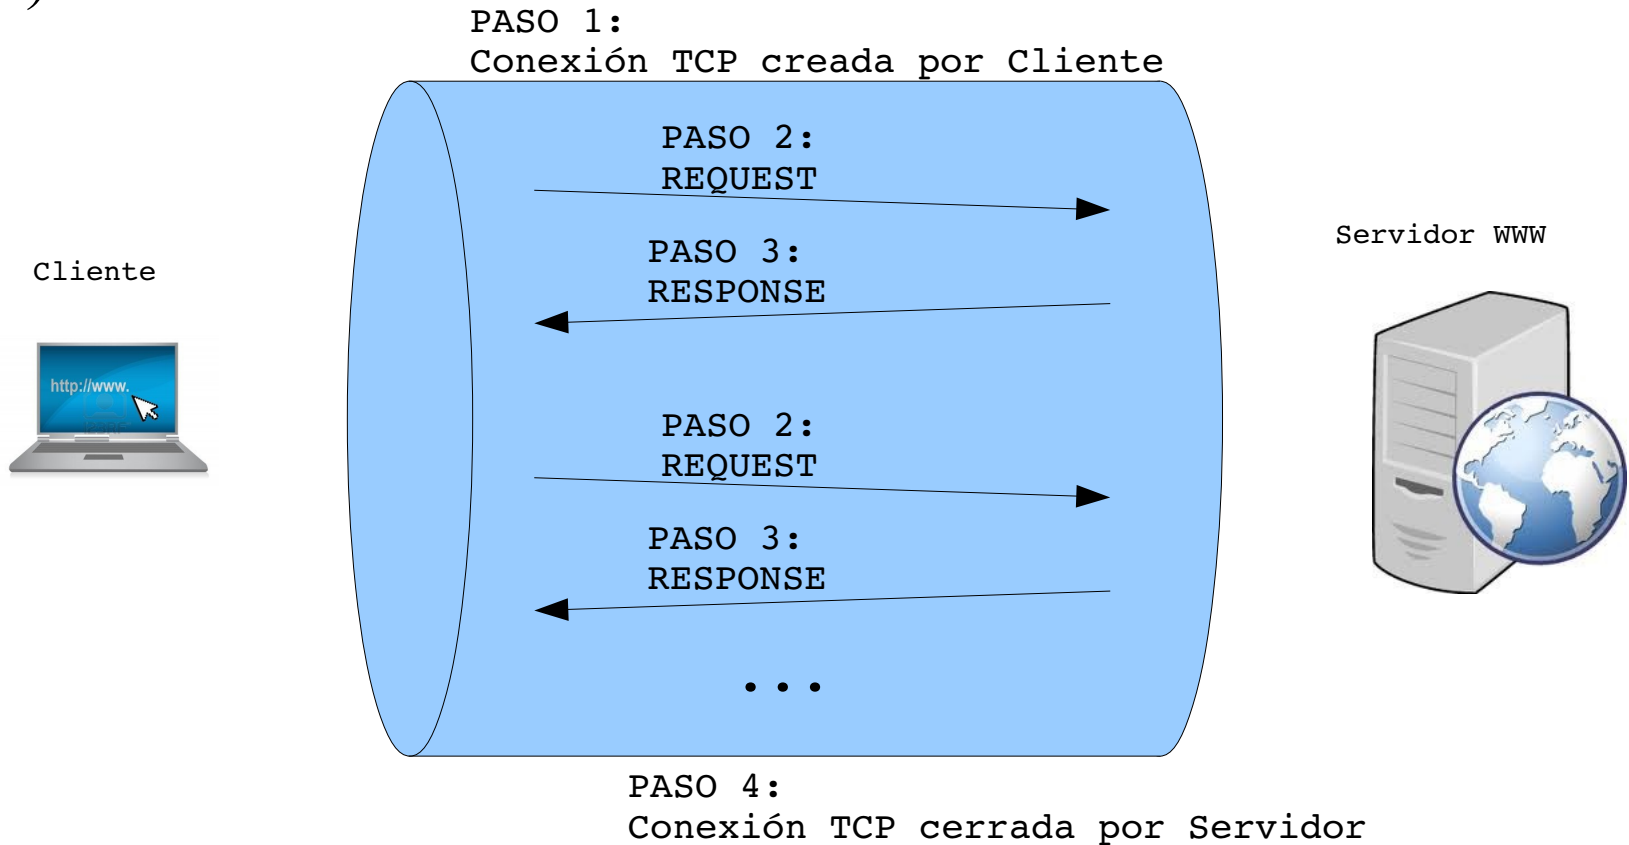 )
PASO 1:
Conexión TCP creada por Cliente
PASO 2:
REQUEST
PASO 3:
RESPONSE
Servidor WWW
Cliente
http://www.
PASO 2:
REQUEST
PASO 3:
RESPONSE
...
PASO 4:
Conexión TCP cerrada por Servidor